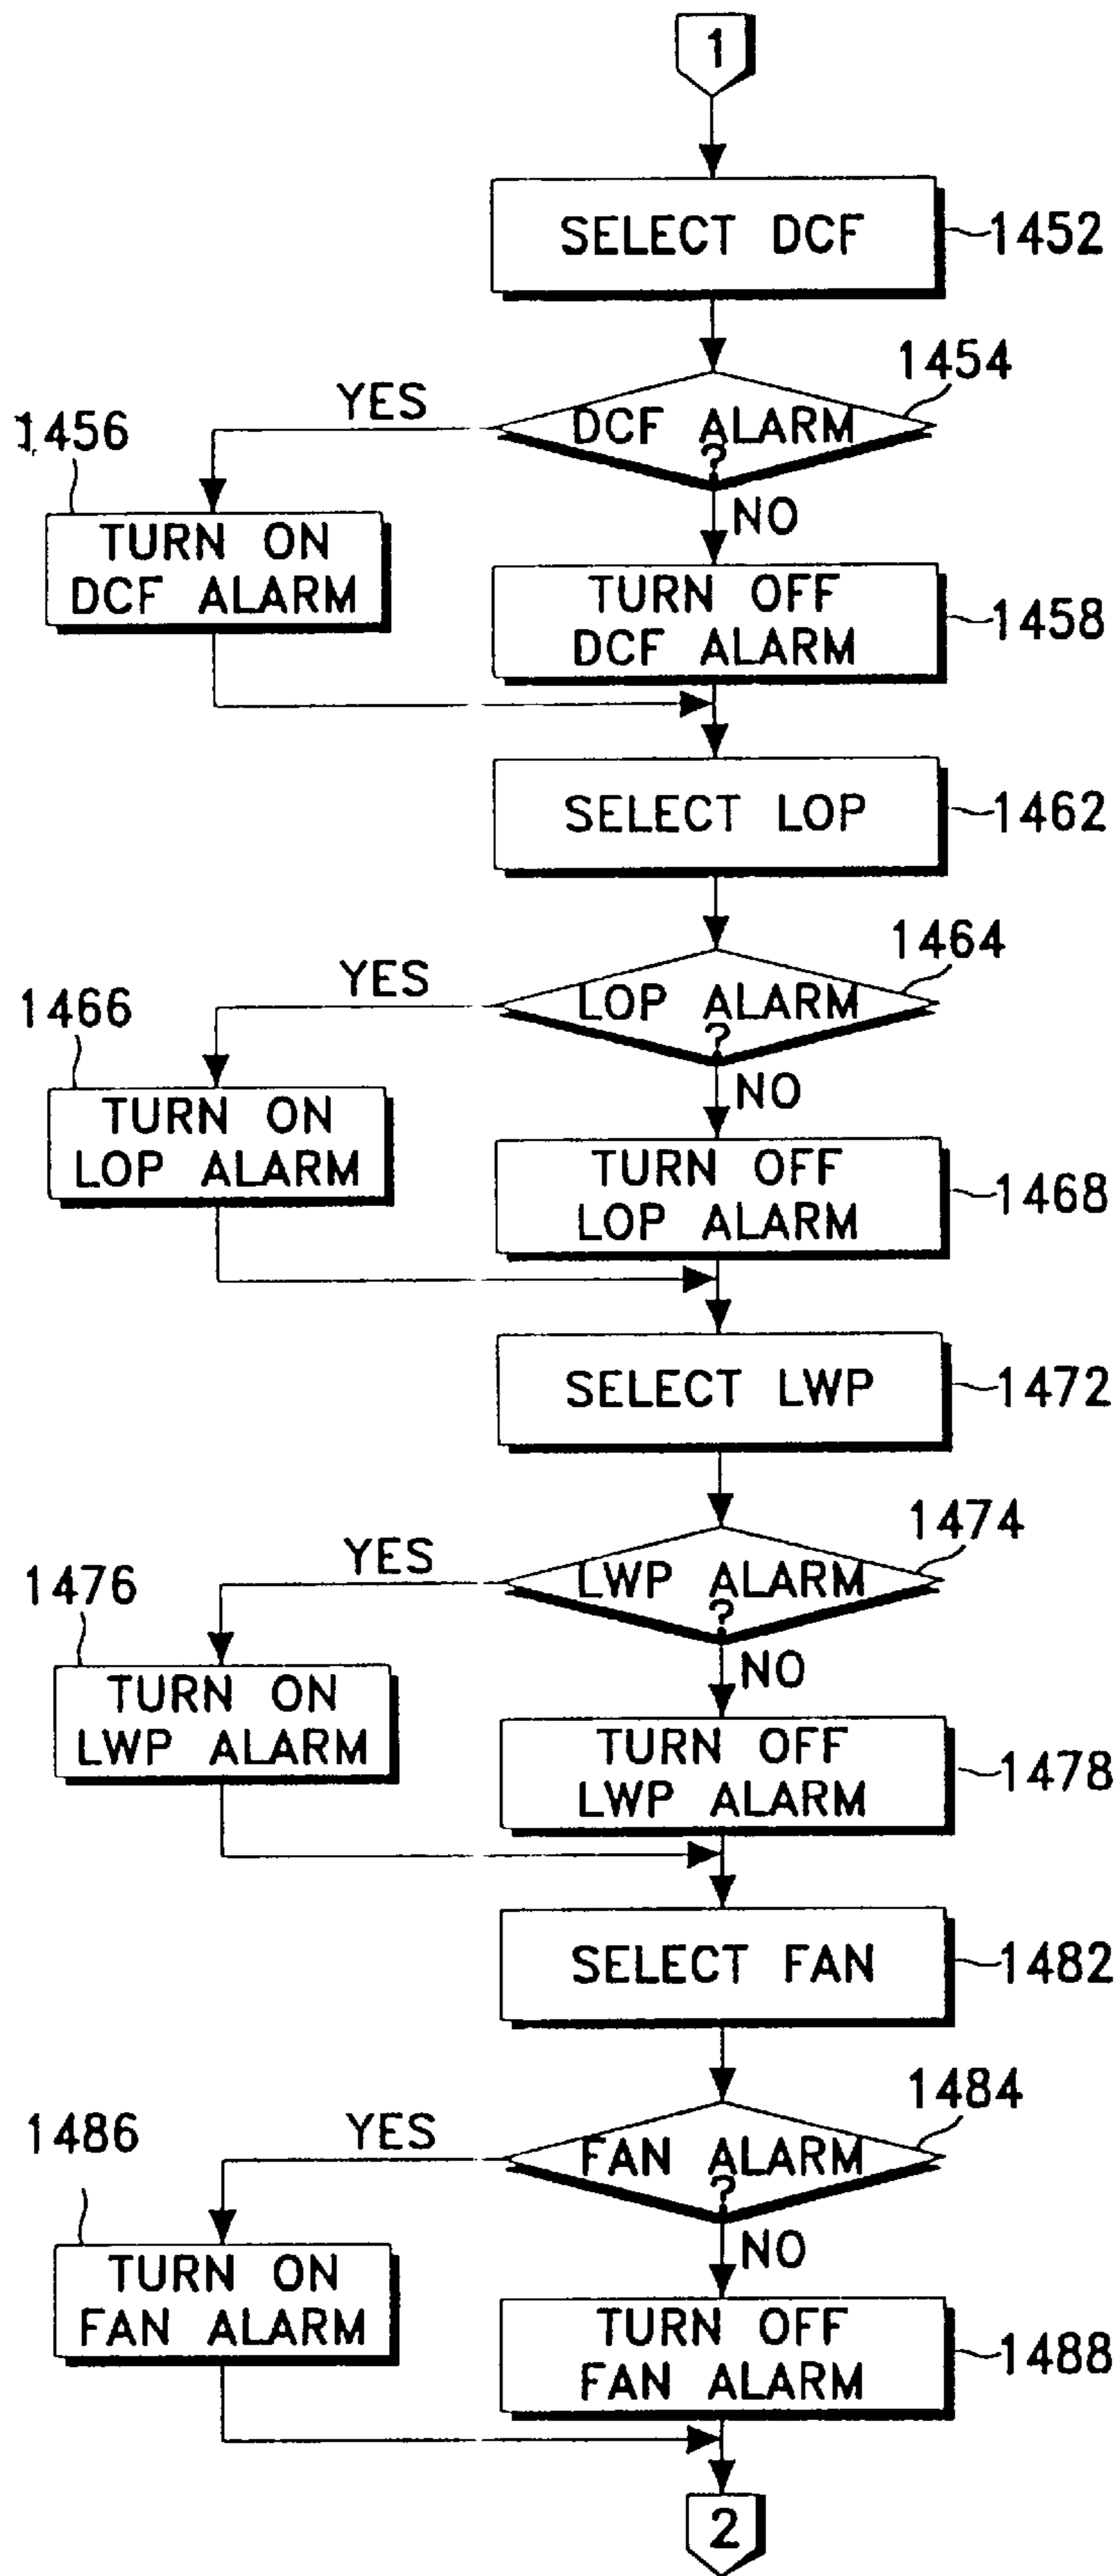 1
SELECT DCF
1452
1454
YES
DCF ALARM
?
1456
NO
TURN ON
DCF ALARM
TURN OFF
DCF ALARM
1458
SELECT LOP
1462
1464
YES
LOP ALARM
?
1466
NO
TURN ON
LOP ALARM
TURN OFF
LOP ALARM
1468
SELECT LWP
1472
1474
YES
LWP ALARM
?
1476
NO
TURN ON
LWP ALARM
TURN OFF
LWP ALARM
1478
SELECT FAN
1482
1484
YES
FAN ALARM
?
1486
NO
TURN ON
FAN ALARM
TURN OFF
FAN ALARM
1488
2